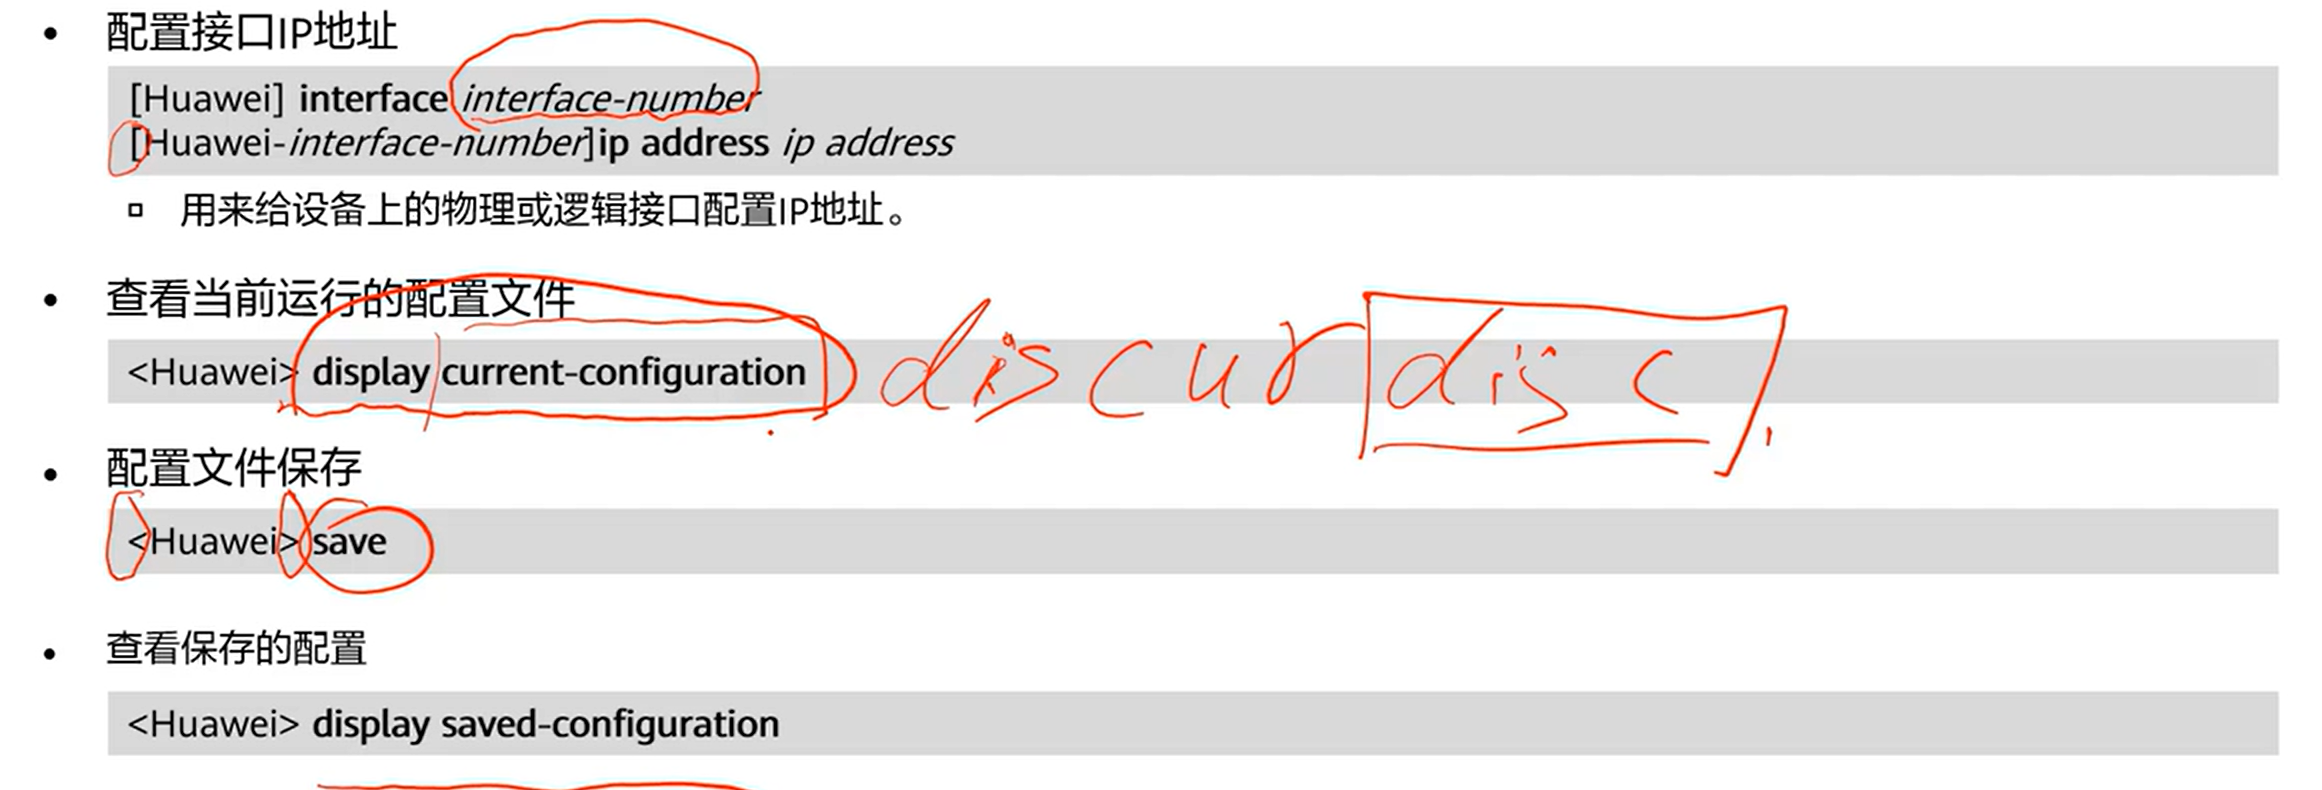 • 配置接口IP地址
[Huawei] interface interface-number
[Huawei-interface-number]ip address ip address
▫ 用来给设备上的物理或逻辑接口配置IP地址。
• 查看当前运行的配置文件
<Huawei> display current-configuration dis cur dis c
• 配置文件保存
<Huawei> save
• 查看保存的配置
<Huawei> display saved-configuration